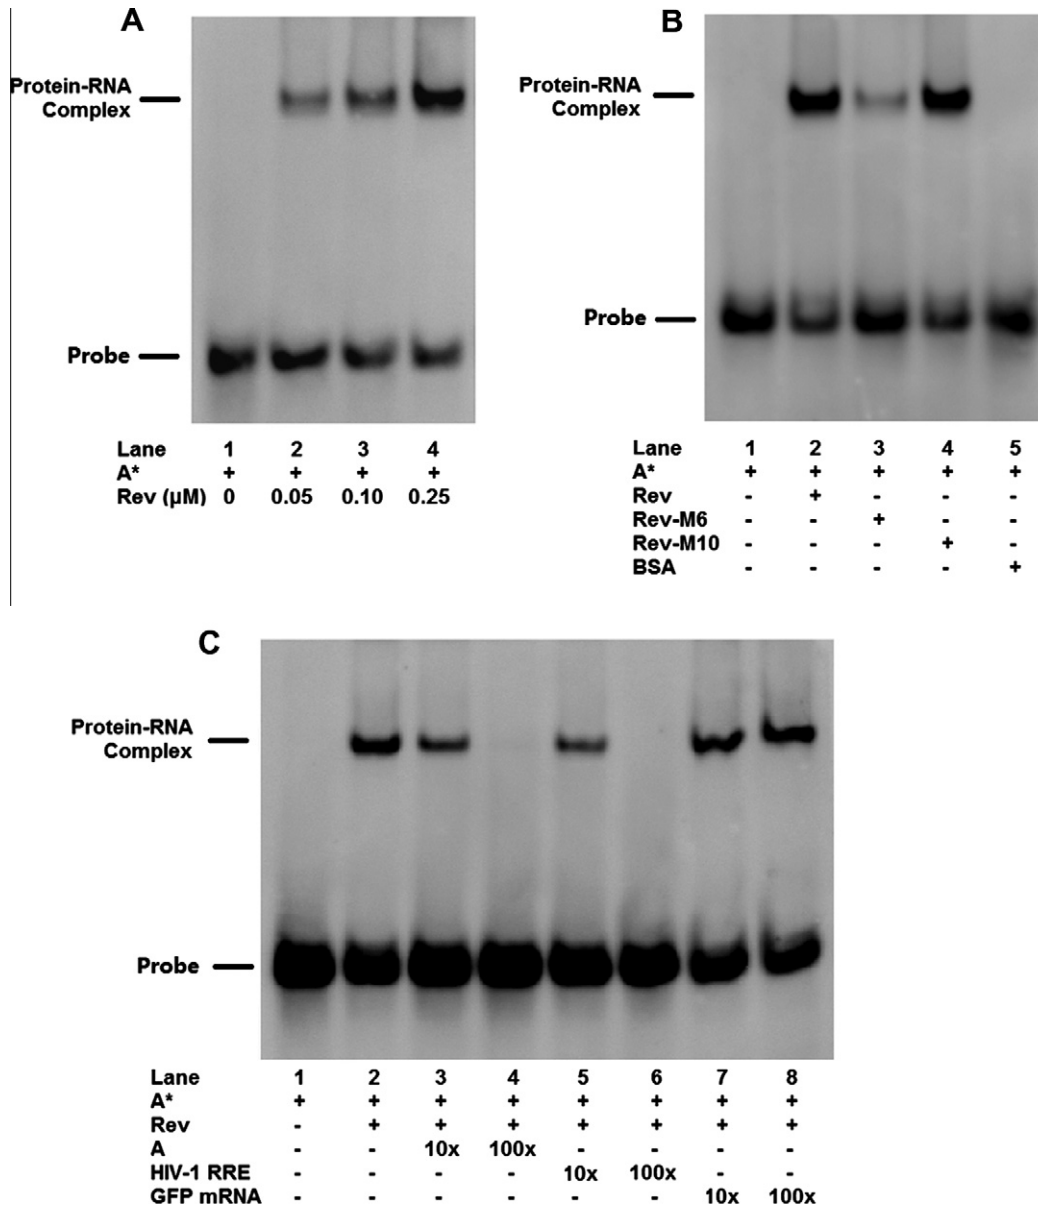 A
Protein-RNA
Complex
Probe
Lane 1 2 3 4
A* + + + +
Rev (µM) 0 0.05 0.10 0.25
B
Protein-RNA
Complex
Probe
Lane 1 2 3 4 5
A* + + + + +
Rev - + - - -
Rev-M6 - - + - -
Rev-M10 - - - + -
BSA - - - - +
C
Protein-RNA
Complex
Probe
Lane 1 2 3 4 5 6 7 8
A* + + + + + + + +
Rev - + + + + + + +
A - - 10x 100x - - - -
HIV-1 RRE - - - - 10x 100x - -
GFP mRNA - - - - - - 10x 100x